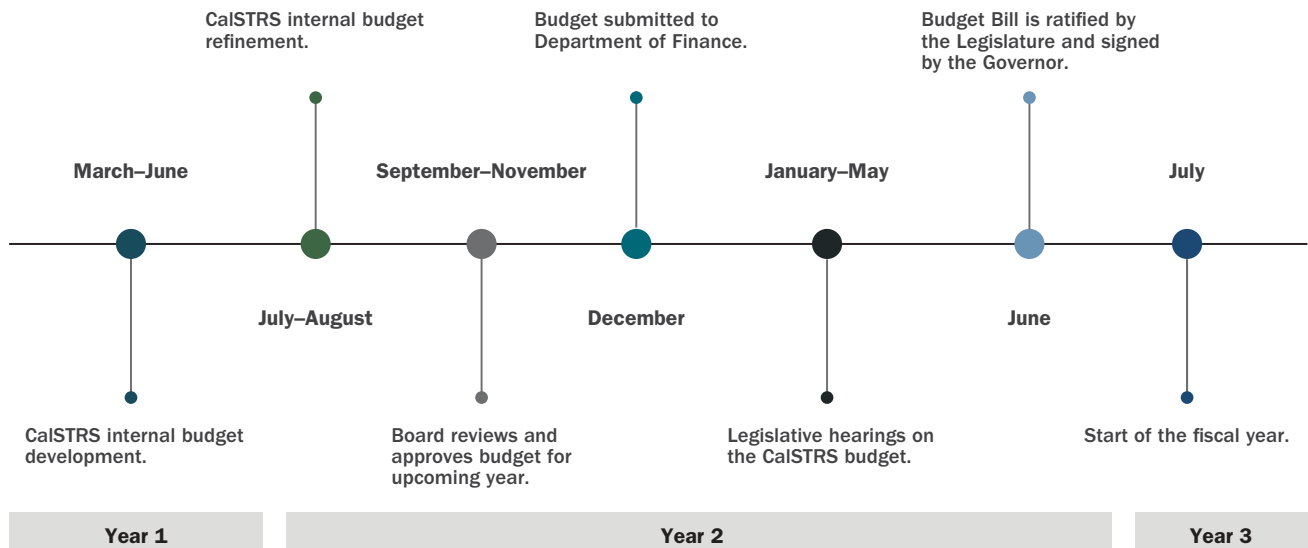 CalSTRS internal budget
refinement.
Budget submitted to
Department of Finance.
Budget Bill is ratified by
the Legislature and signed
by the Governor.
March–June
September–November
January–May
July
July–August
December
June
CalSTRS internal budget
development.
Board reviews and
approves budget for
upcoming year.
Legislative hearings on
the CalSTRS budget.
Start of the fiscal year.
Year 1
Year 2
Year 3